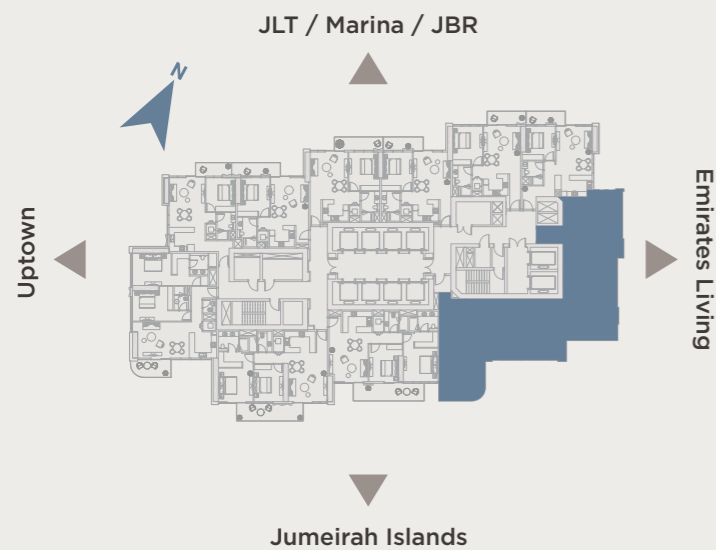 JLT / Marina / JBR
N
Uptown
Emirates Living
Jumeirah Islands